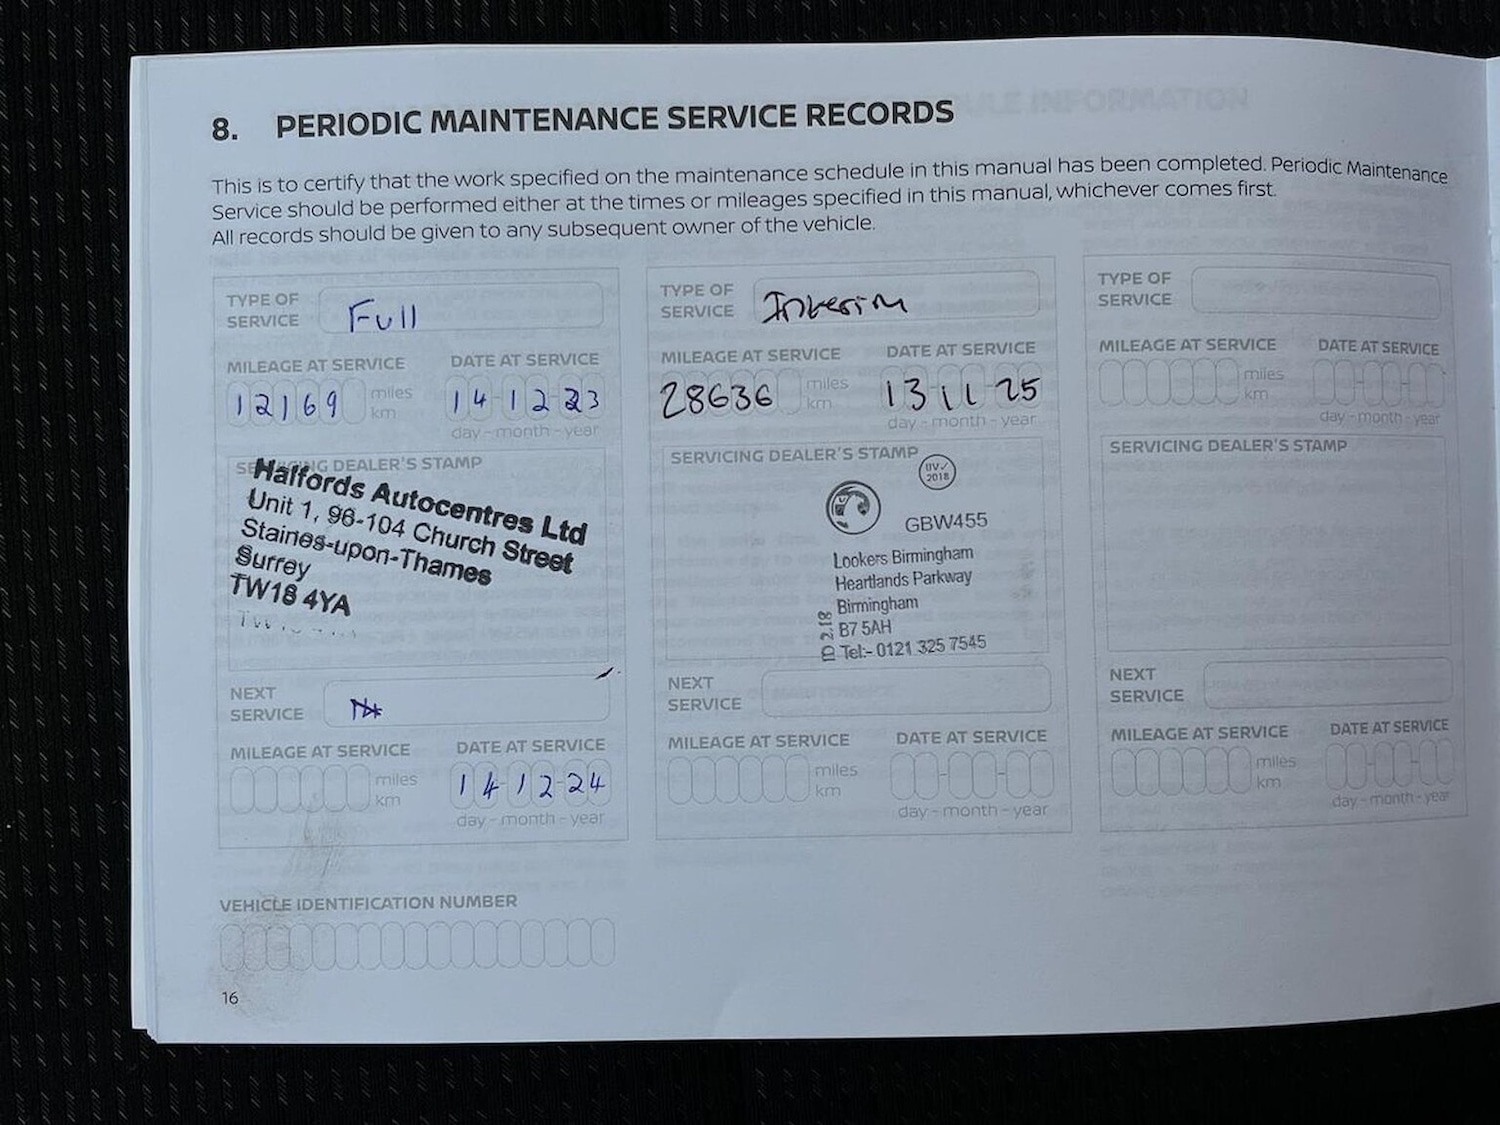 8. PERIODIC MAINTENANCE SERVICE RECORDS
This is to certify that the work specified on the maintenance schedule in this manual has been completed. Periodic Maintenance
Service should be performed either at the times or mileages specified in this manual, whichever comes first.
All records should be given to any subsequent owner of the vehicle.
TYPE OF
SERVICE
Full
MILEAGE AT SERVICE
DATE AT SERVICE
12169
miles
km
14-12-23
day - month - year
SERVICING DEALER'S STAMP
Halfords Autocentres Ltd
Unit 1, 96-104 Church Street
Staines-upon-Thames
Surrey
TW18 4YA
NEXT
SERVICE
MILEAGE AT SERVICE
DATE AT SERVICE
miles
km
14-12-24
day - month - year
TYPE OF
SERVICE
Interim
MILEAGE AT SERVICE
DATE AT SERVICE
28636
miles
km
13 11 25
day - month - year
SERVICING DEALER'S STAMP
UV✓
2018
GBW455
Lookers Birmingham
Heartlands Parkway
Birmingham
B7 5AH
Tel:- 0121 325 7545
ID 2.18
NEXT
SERVICE
MILEAGE AT SERVICE
DATE AT SERVICE
miles
km
day - month - year
TYPE OF
SERVICE
MILEAGE AT SERVICE
DATE AT SERVICE
miles
km
day - month - year
SERVICING DEALER'S STAMP
NEXT
SERVICE
MILEAGE AT SERVICE
DATE AT SERVICE
miles
km
day - month - year
VEHICLE IDENTIFICATION NUMBER
16